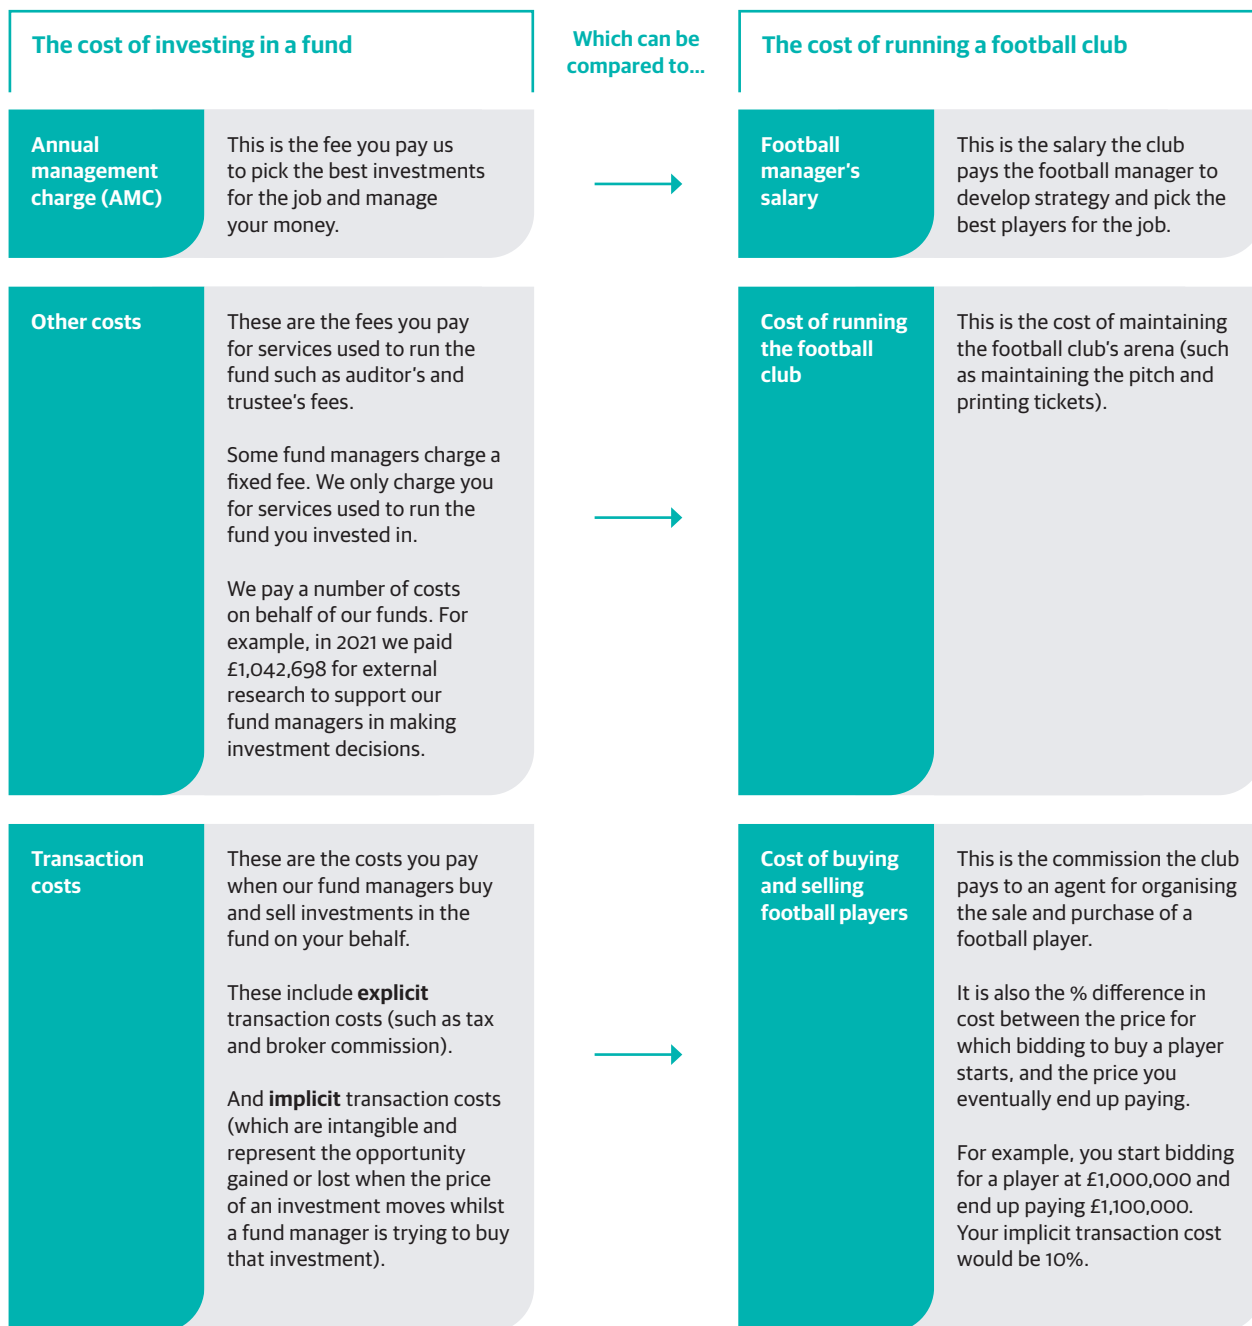 The cost of investing in a fund
Which can be
compared to...
The cost of running a football club
Annual
management
charge (AMC)
This is the fee you pay us
to pick the best investments
for the job and manage
your money.
Football
manager's
salary
This is the salary the club
pays the football manager to
develop strategy and pick the
best players for the job.
Other costs
These are the fees you pay
for services used to run the
fund such as auditor's and
trustee's fees.
Some fund managers charge a
fixed fee. We only charge you
for services used to run the
fund you invested in.
We pay a number of costs
on behalf of our funds. For
example, in 2021 we paid
£1,042,698 for external
research to support our
fund managers in making
investment decisions.
Cost of running
the football
club
This is the cost of maintaining
the football club's arena (such
as maintaining the pitch and
printing tickets).
Transaction
costs
These are the costs you pay
when our fund managers buy
and sell investments in the
fund on your behalf.
These include explicit
transaction costs (such as tax
and broker commission).
And implicit transaction costs
(which are intangible and
represent the opportunity
gained or lost when the price
of an investment moves whilst
a fund manager is trying to buy
that investment).
Cost of buying
and selling
football players
This is the commission the club
pays to an agent for organising
the sale and purchase of a
football player.
It is also the % difference in
cost between the price for
which bidding to buy a player
starts, and the price you
eventually end up paying.
For example, you start bidding
for a player at £1,000,000 and
end up paying £1,100,000.
Your implicit transaction cost
would be 10%.